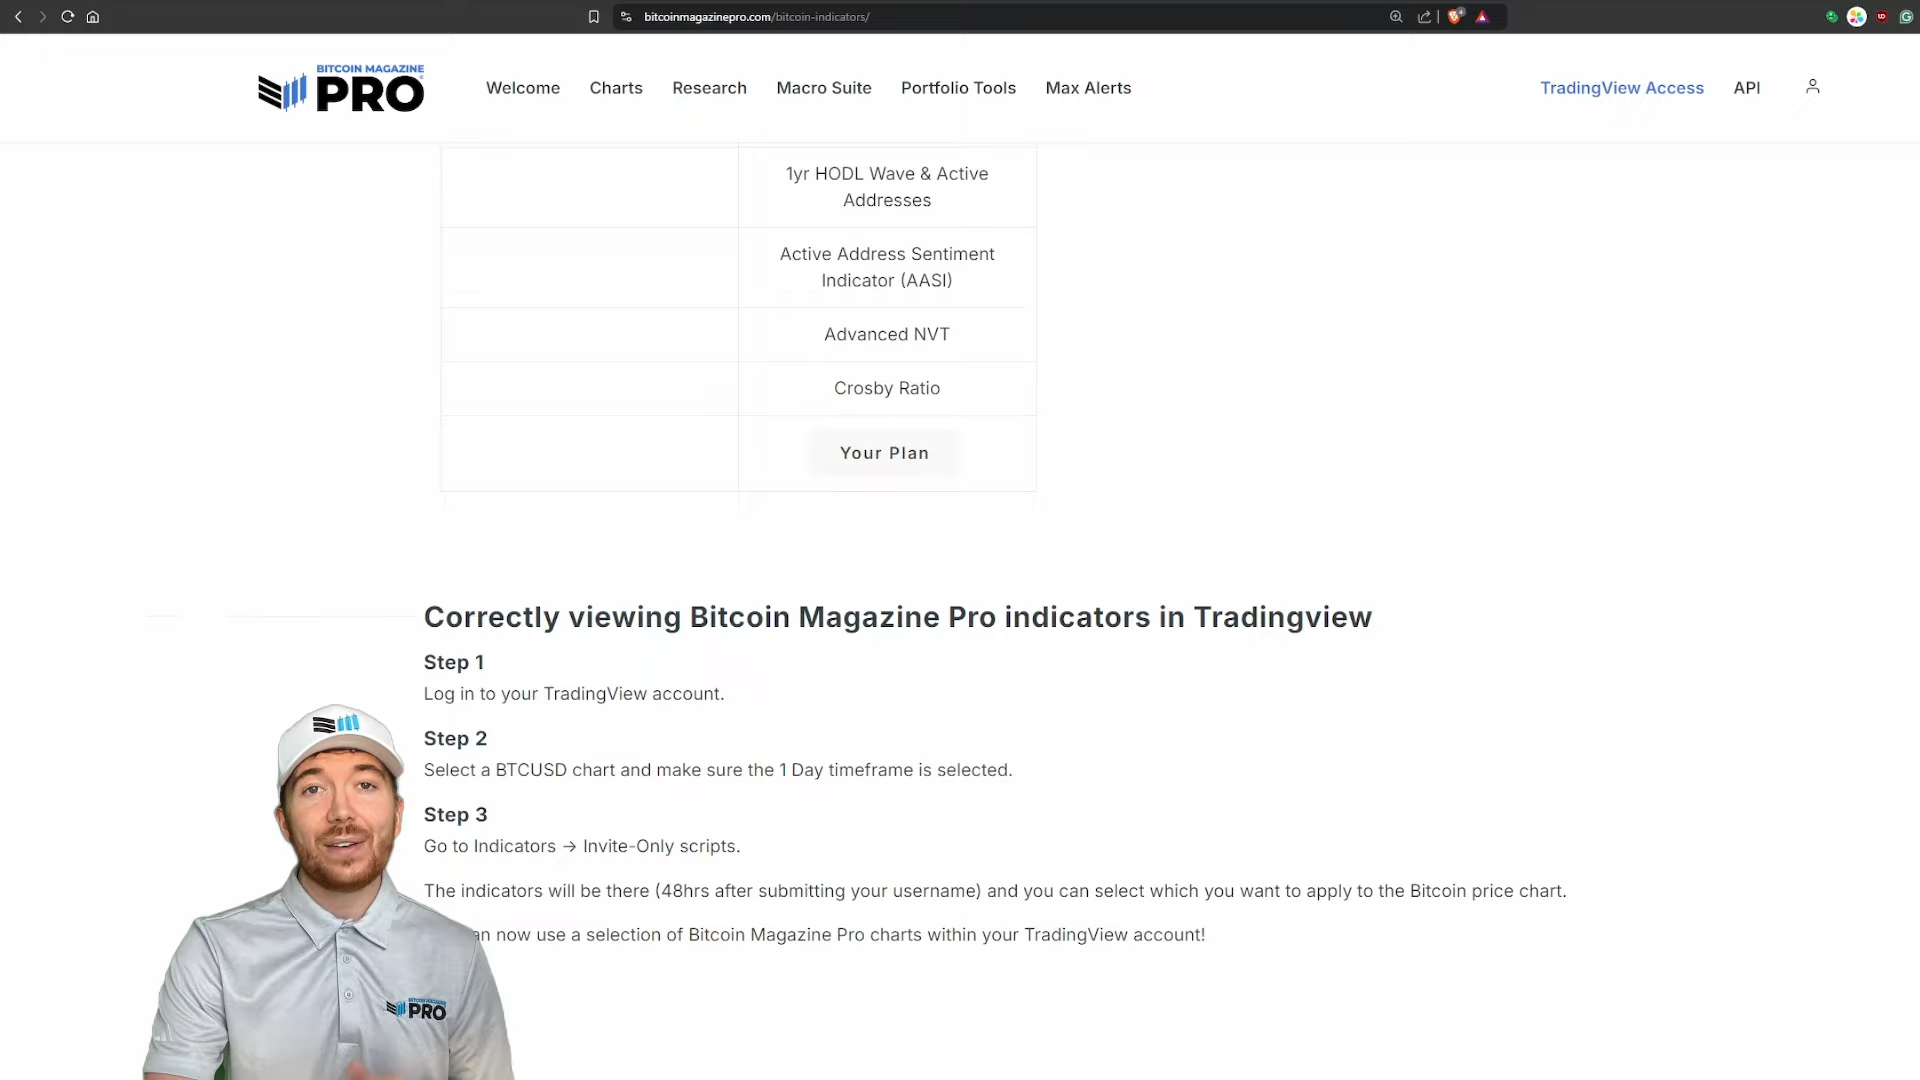 bitcoinmagazinepro.com/bitcoin-indicators/
BITCOIN MAGAZINE
PRO
Welcome
Charts
Research
Macro Suite
Portfolio Tools
Max Alerts
TradingView Access
API
1yr HODL Wave & Active
Addresses
Active Address Sentiment
Indicator (AASI)
Advanced NVT
Crosby Ratio
Your Plan
Correctly viewing Bitcoin Magazine Pro indicators in Tradingview
Step 1
Log in to your TradingView account.
Step 2
Select a BTCUSD chart and make sure the 1 Day timeframe is selected.
Step 3
Go to Indicators → Invite-Only scripts.
The indicators will be there (48hrs after submitting your username) and you can select which you want to apply to the Bitcoin price chart.
now use a selection of Bitcoin Magazine Pro charts within your TradingView account!
BITCOIN MAGAZINE
PRO